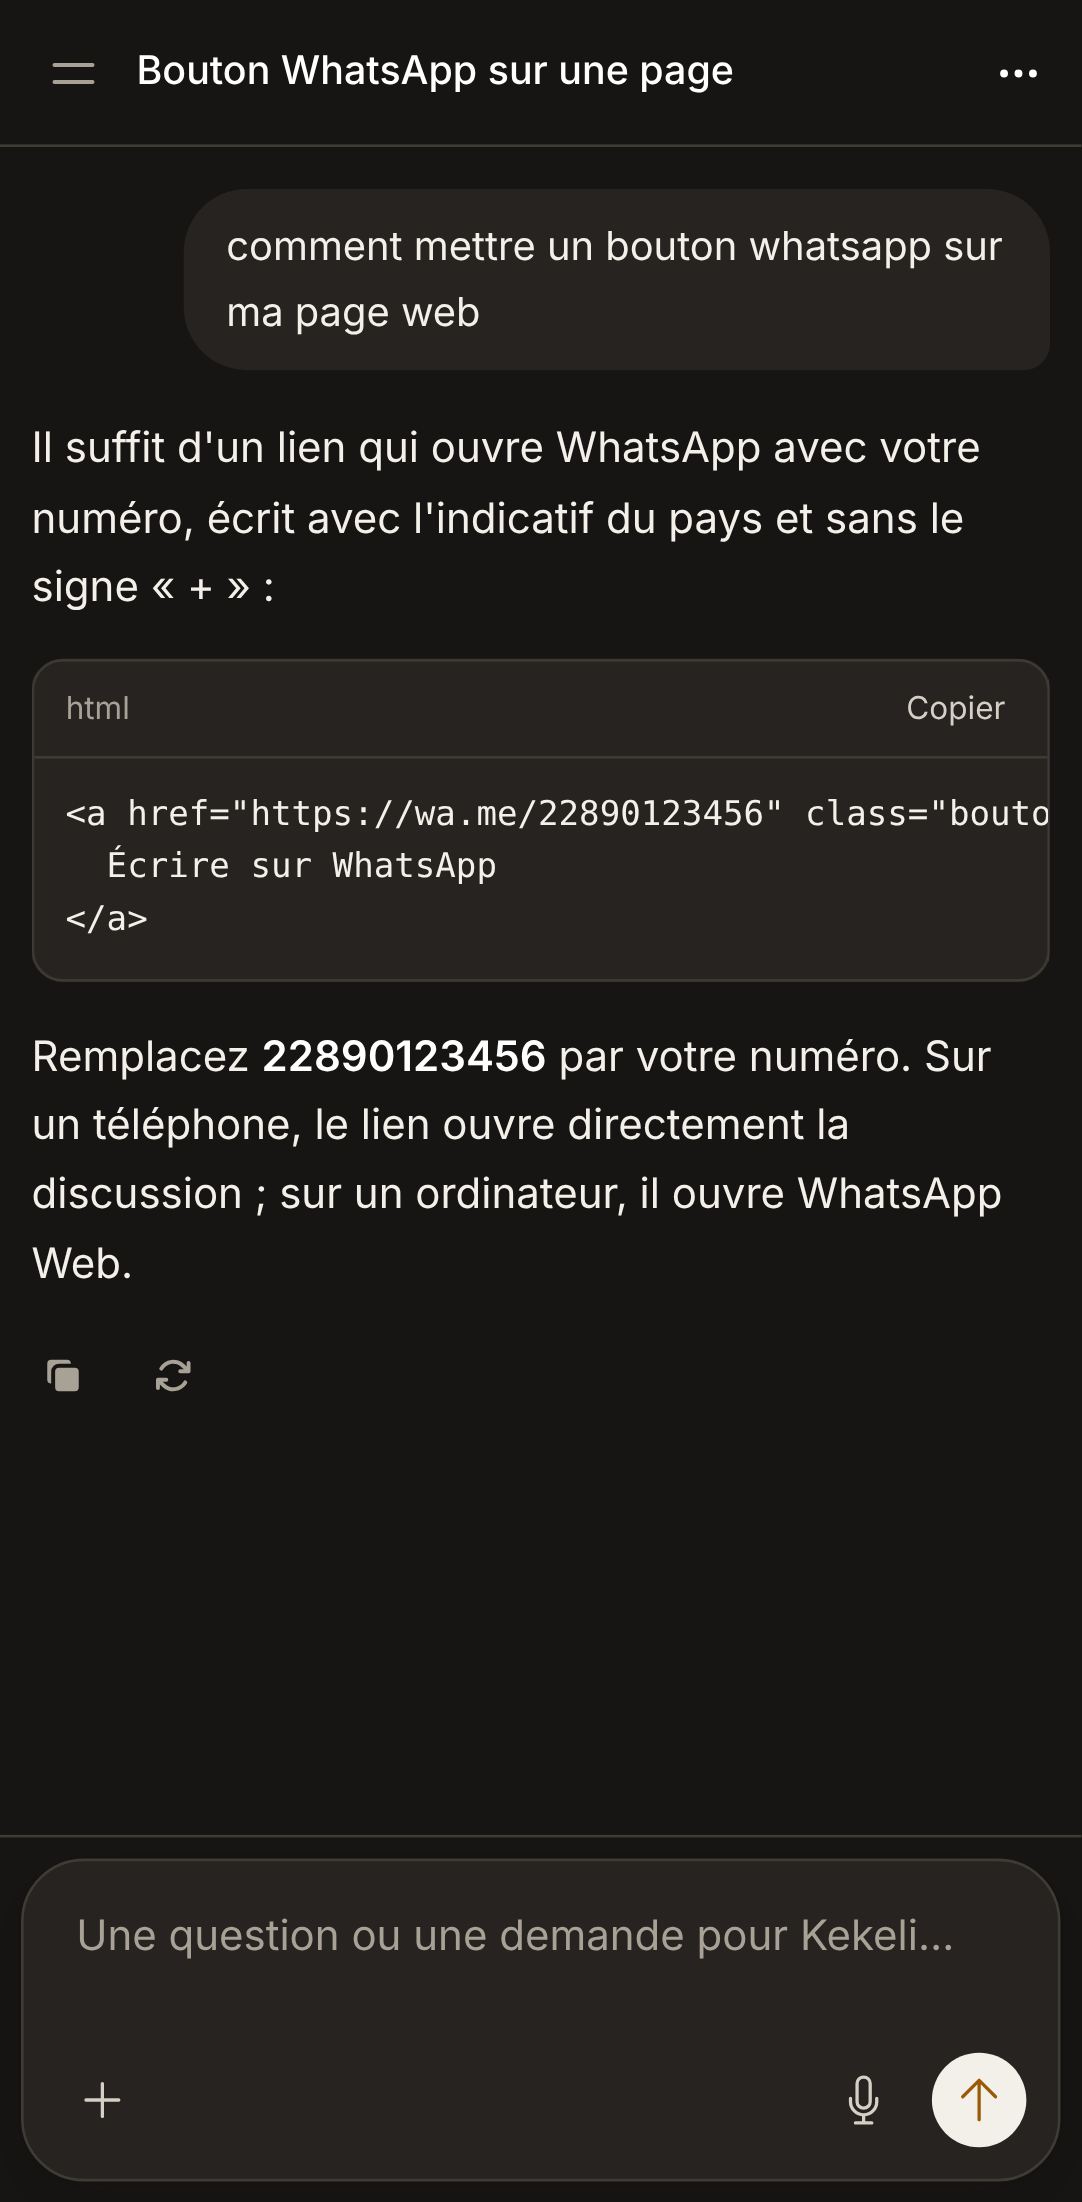 Bouton WhatsApp sur une page
comment mettre un bouton whatsapp sur
ma page web
Il suffit d'un lien qui ouvre WhatsApp avec votre
numéro, écrit avec l'indicatif du pays et sans le
signe « + » :
html
Copier
<a href="https://wa.me/22890123456" class="bouto
  Écrire sur WhatsApp
</a>
Remplacez 22890123456 par votre numéro. Sur
un téléphone, le lien ouvre directement la
discussion ; sur un ordinateur, il ouvre WhatsApp
Web.
Une question ou une demande pour Kekeli...